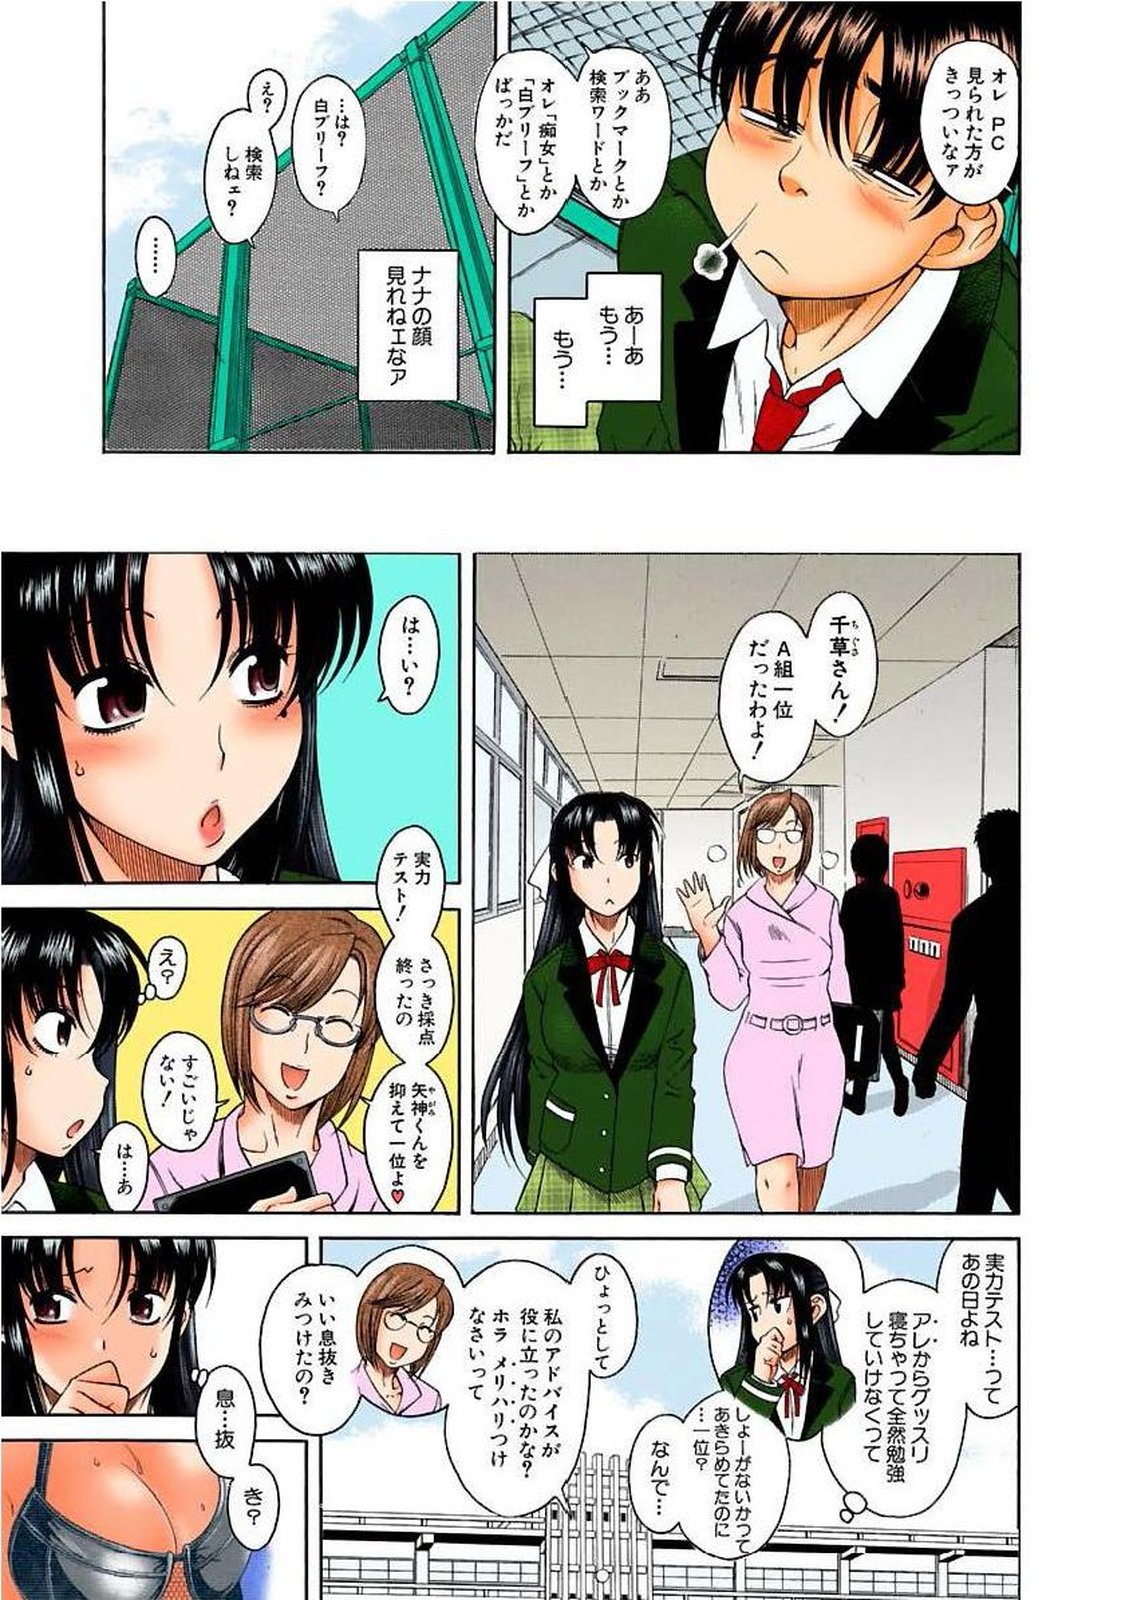 オレ PC
見られた方が
きっついなァ
ああ
ブックマークとか
検索ワードとか
オレ「痴女」とか
「白ブリーフ」とか
ばっかだ
あーあ
もう…
もう…
…は？
白ブリーフ？
え？
検索
しねェ？
……
ナナの顔
見れねェなァ
千草さん！
ちぐさ
A組一位
だったわよ！
は…い？
実力
テスト！
さっき採点
終ったの
矢神くんを
やがみ
抑えて一位よ♥
え？
すごいじゃ
ない！
は…あ
実力テスト…って
あの日よね
アレからグッスリ
寝ちゃって全然勉強
していけなくって
しょーがないかって
あきらめてたのに
…一位？
なんで…
ひょっとして
私のアドバイスが
役に立ったのかな？
ホラ メリハリつけ
なさいって
いい息抜き
みつけたの？
息…抜
き？